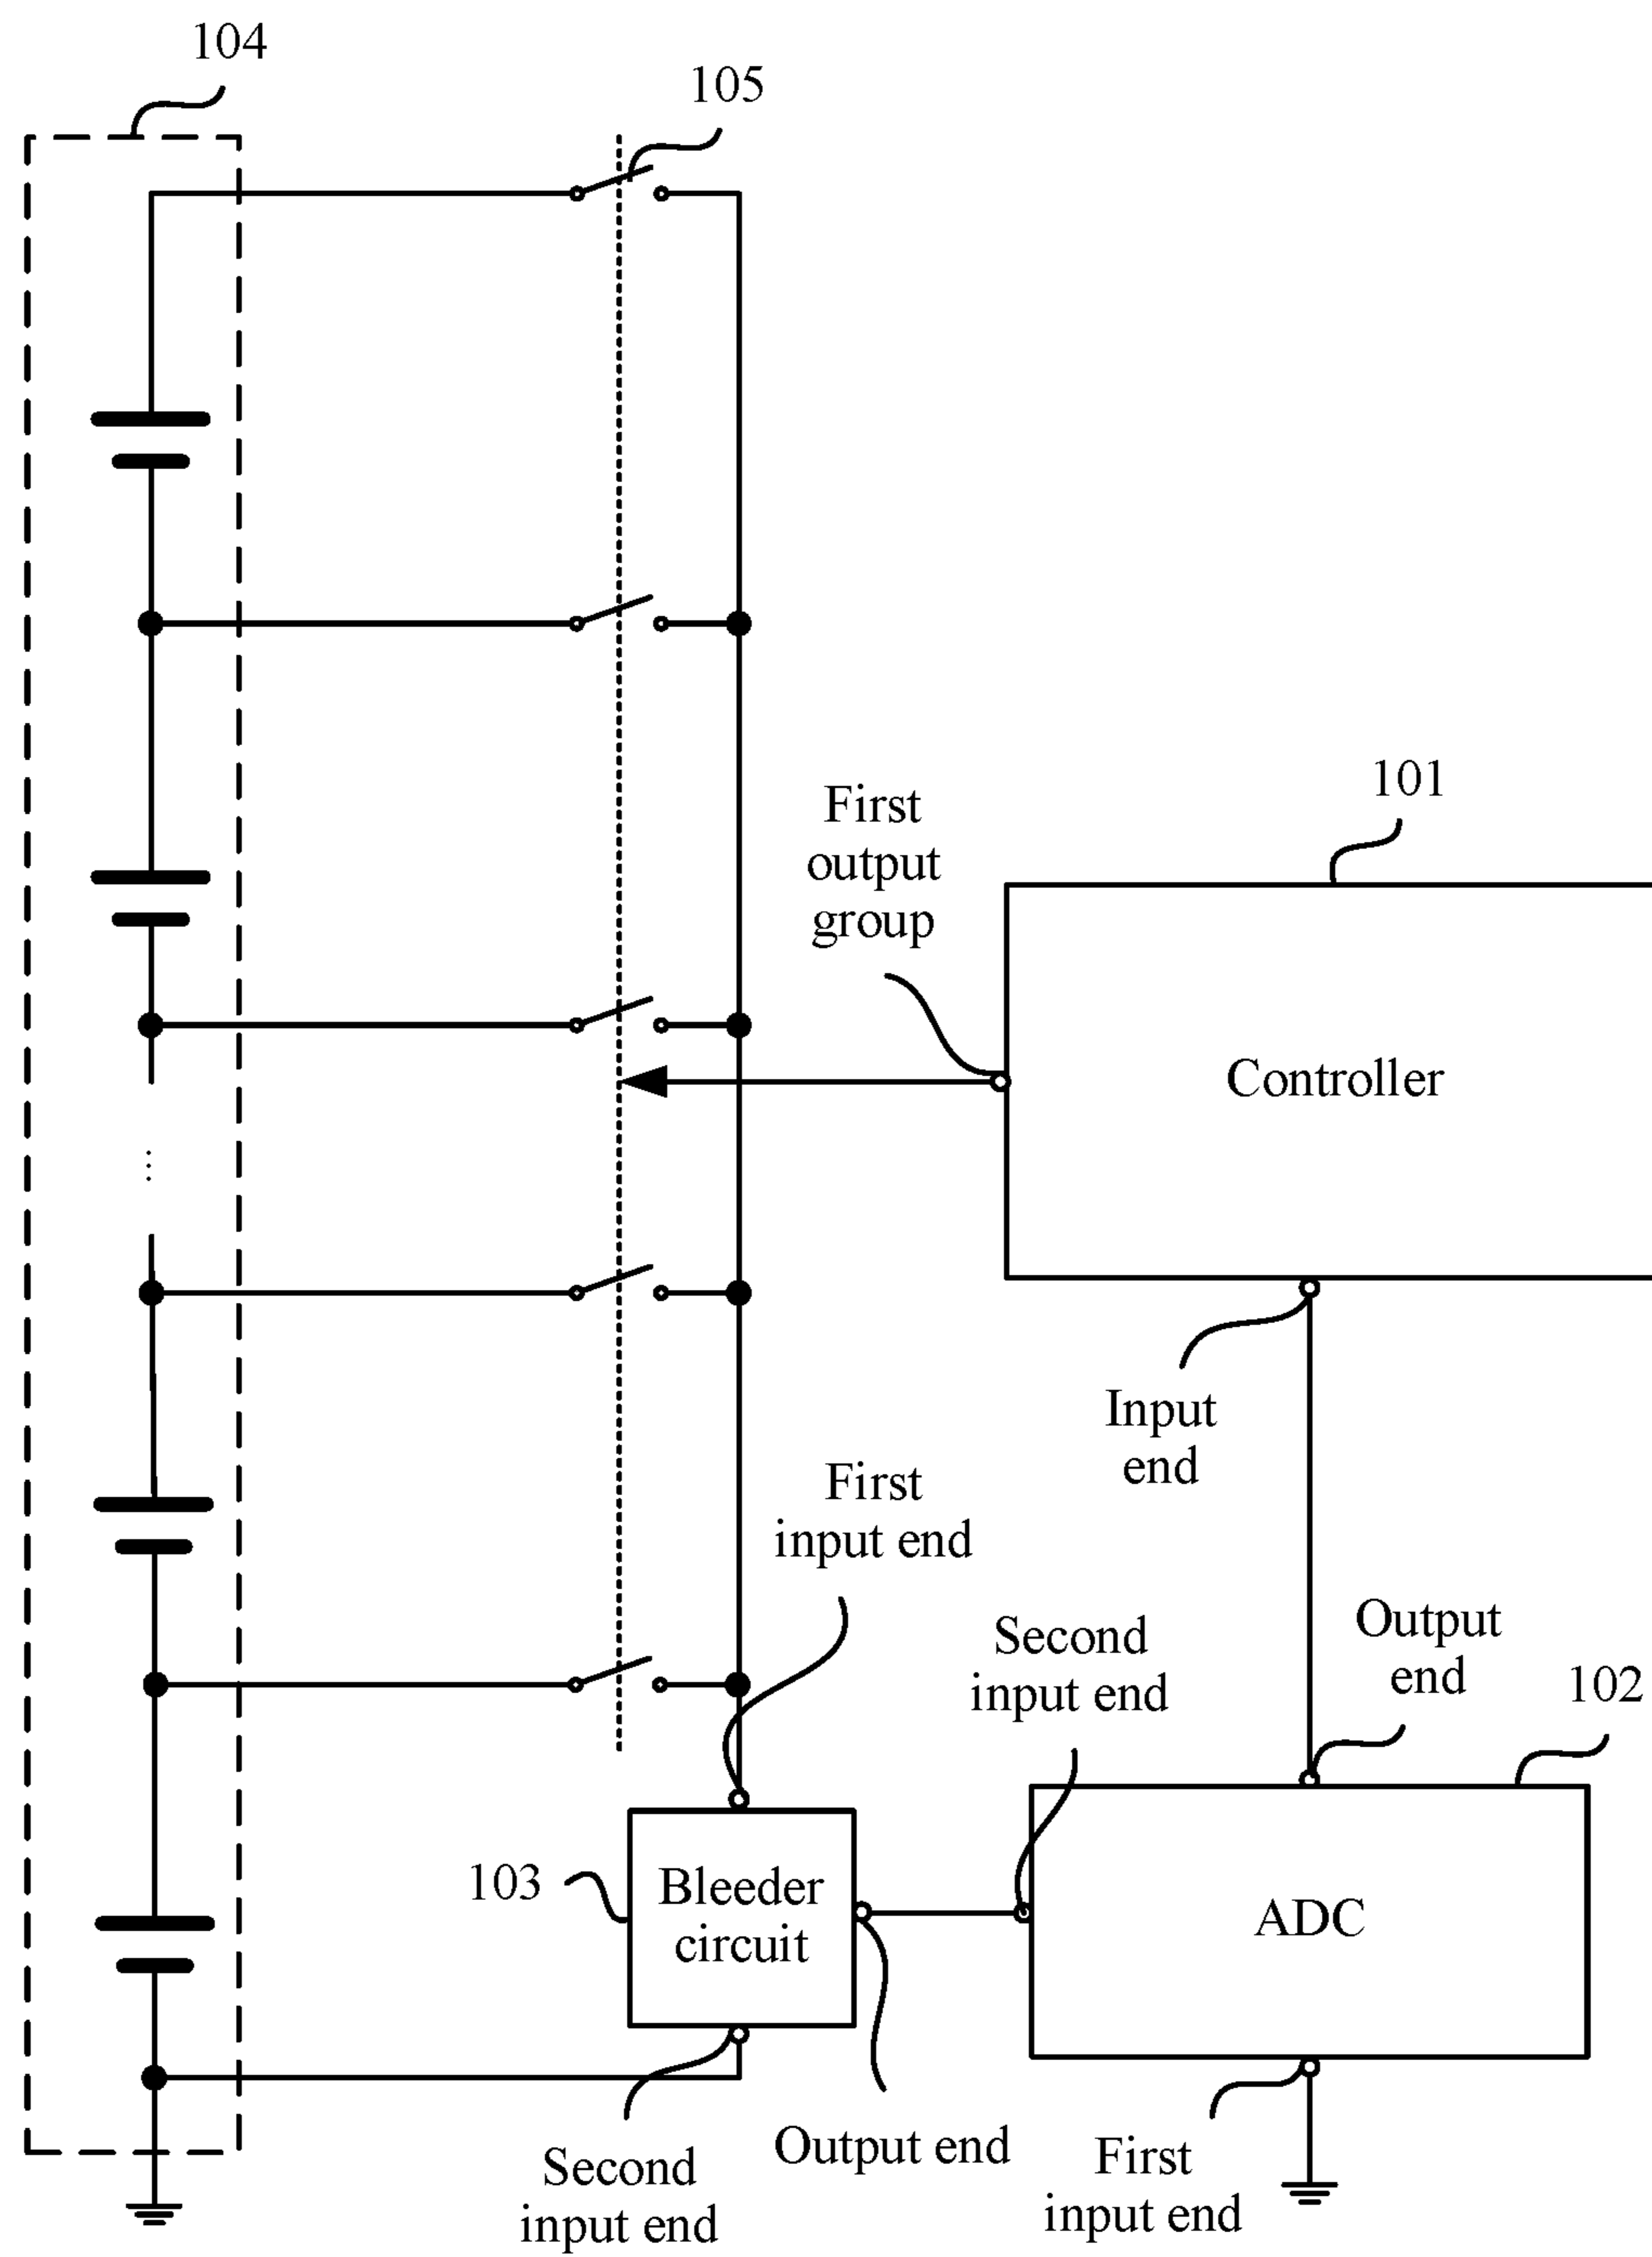 104
105
101
First
output
group
Controller
Input
end
First
input end
Second
input end
Output
end
102
103
Bleeder
circuit
ADC
Second
input end
Output end
First
input end